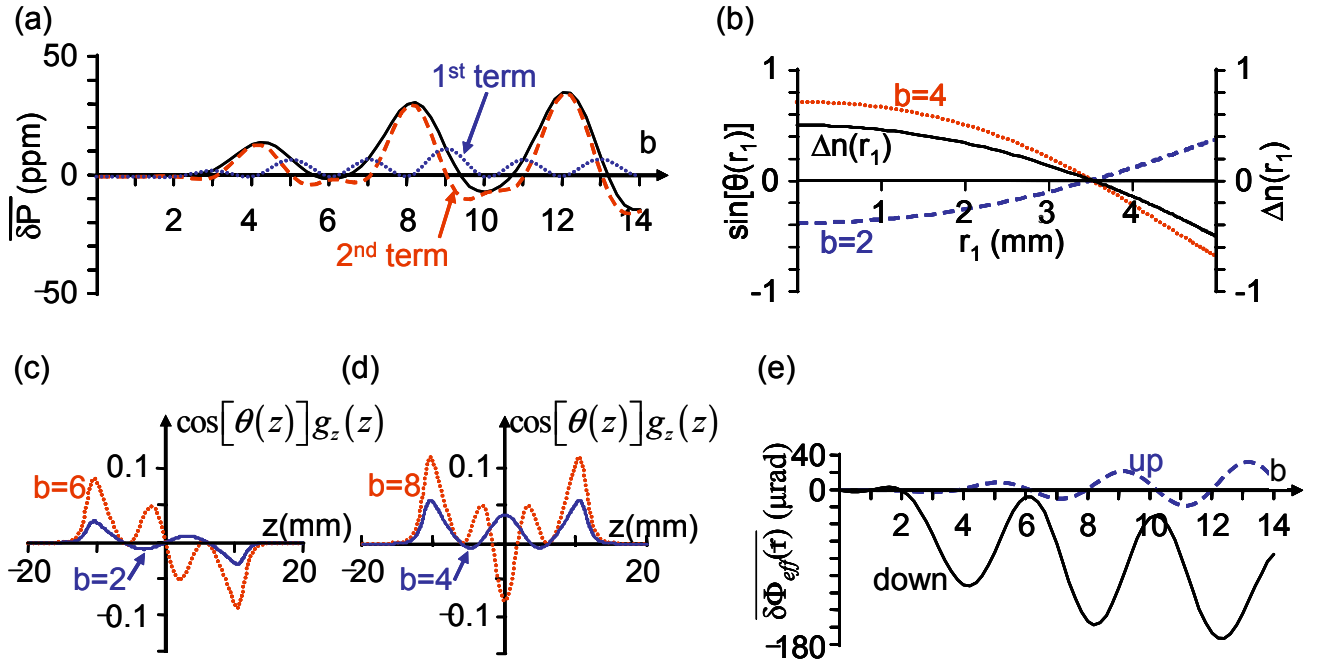 (a)
50
0
−50
δP (ppm)
1st term
2nd term
b
2 4 6 8 10 12 14
(b)
1
0
-1
sin[θ(r1)]
b=4
Δn(r1)
b=2
1 2 3 4
r1 (mm)
1
0
-1
Δn(r1)
(c)
cos[θ(z)]gz(z)
0.1
b=6
z(mm)
-20
20
b=2
−0.1
(d)
cos[θ(z)]gz(z)
0.1
b=8
z(mm)
-20
20
b=4
−0.1
(e)
40
0
−180
δΦeff(r) (μrad)
up
b
2 4 6 8 10 12 14
down